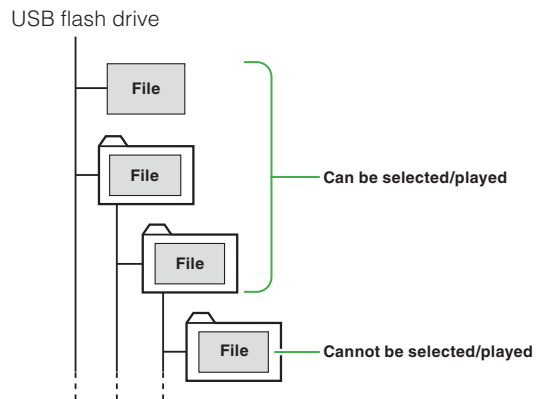 USB flash drive
File
File
Can be selected/played
File
File
Cannot be selected/played